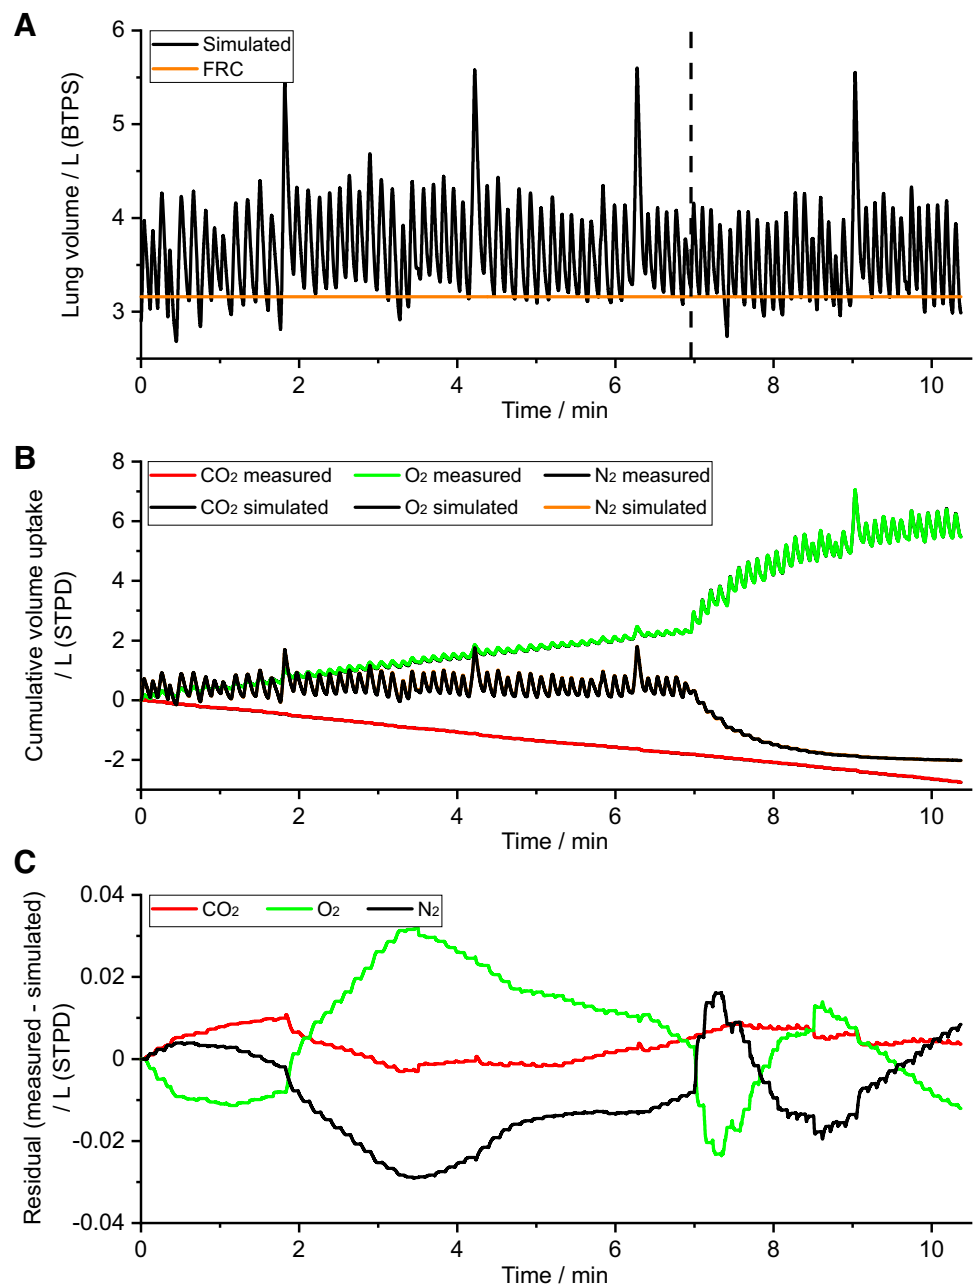 A
Simulated
FRC
Lung volume / L (BTPS)
6
5
4
3
0 2 4 6 8 10
Time / min
B
CO₂ measured O₂ measured N₂ measured
CO₂ simulated O₂ simulated N₂ simulated
Cumulative volume uptake
/ L (STPD)
8
6
4
2
0
-2
0 2 4 6 8 10
Time / min
C
CO₂ O₂ N₂
Residual (measured - simulated)
/ L (STPD)
0.04
0.02
0
-0.02
-0.04
0 2 4 6 8 10
Time / min